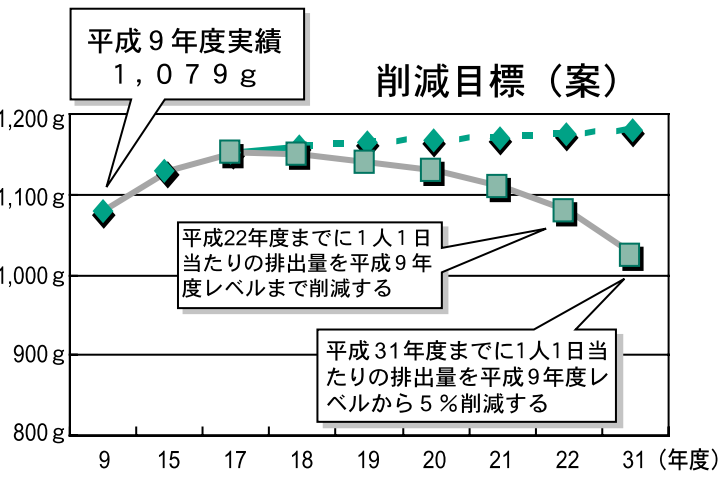 平成９年度実績
１，０７９ｇ
削減目標（案）
1,200ｇ
1,100ｇ
1,000ｇ
900ｇ
800ｇ
平成22年度までに１人１日
当たりの排出量を平成９年
度レベルまで削減する
平成31年度までに1人1日当
たりの排出量を平成9年度レ
ベルから５％削減する
9 15 17 18 19 20 21 22 31（年度）